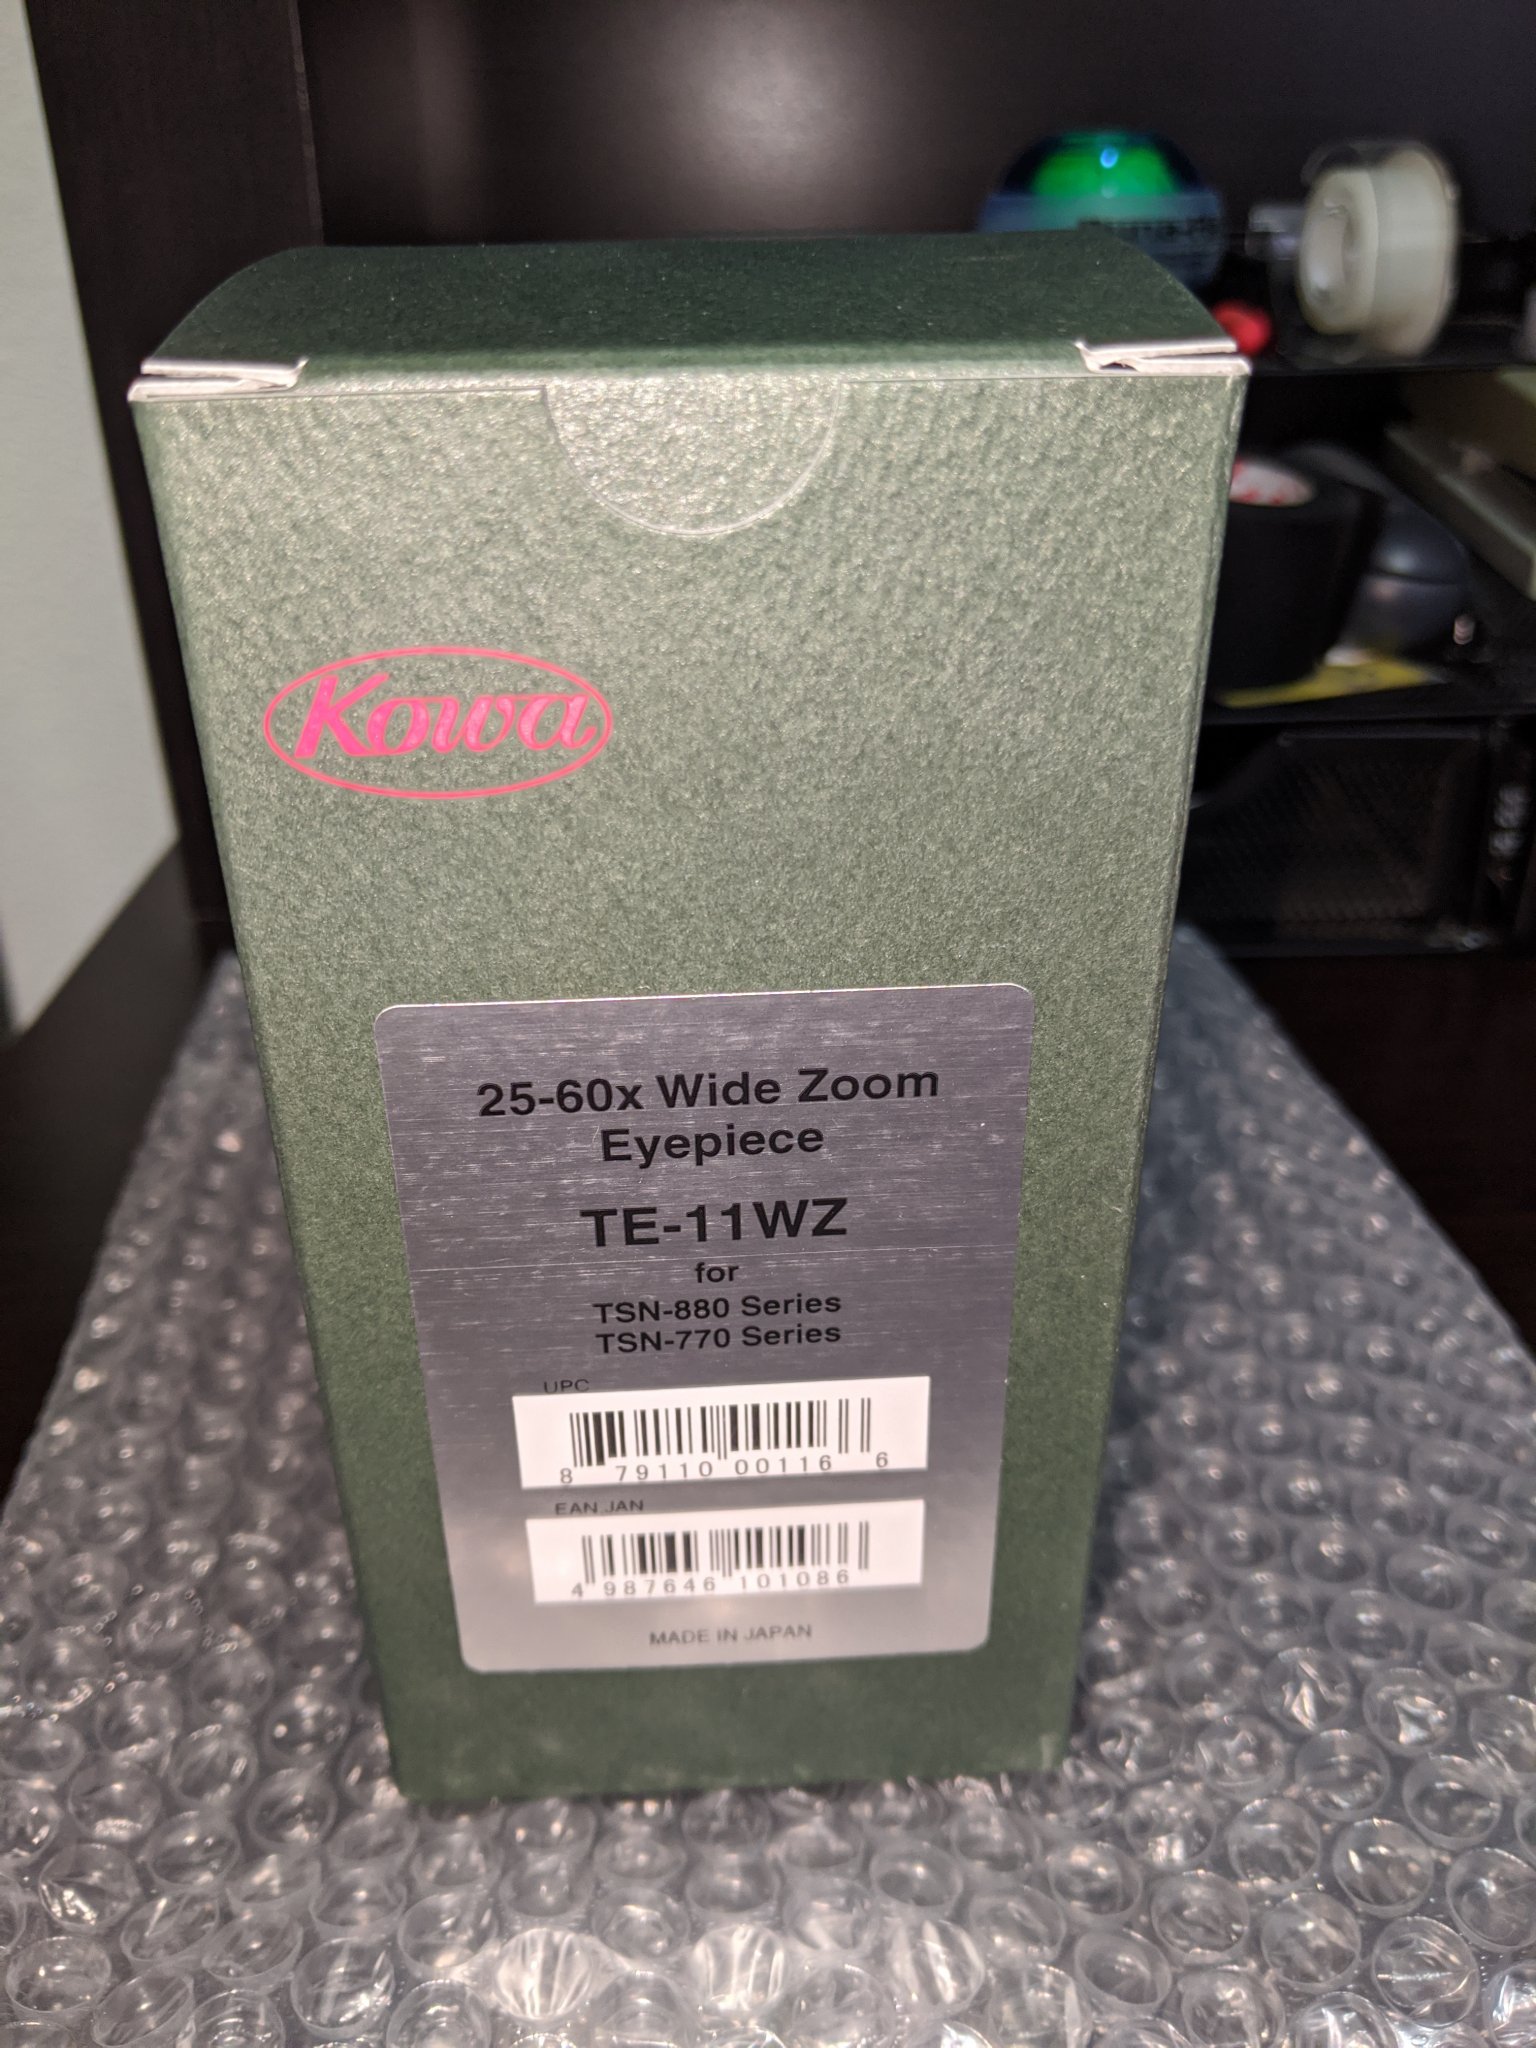 Kowa
25-60x Wide Zoom
Eyepiece
TE-11WZ
for
TSN-880 Series
TSN-770 Series
UPC
8 79110 00116 6
EAN.JAN
4 987646 101086
MADE IN JAPAN